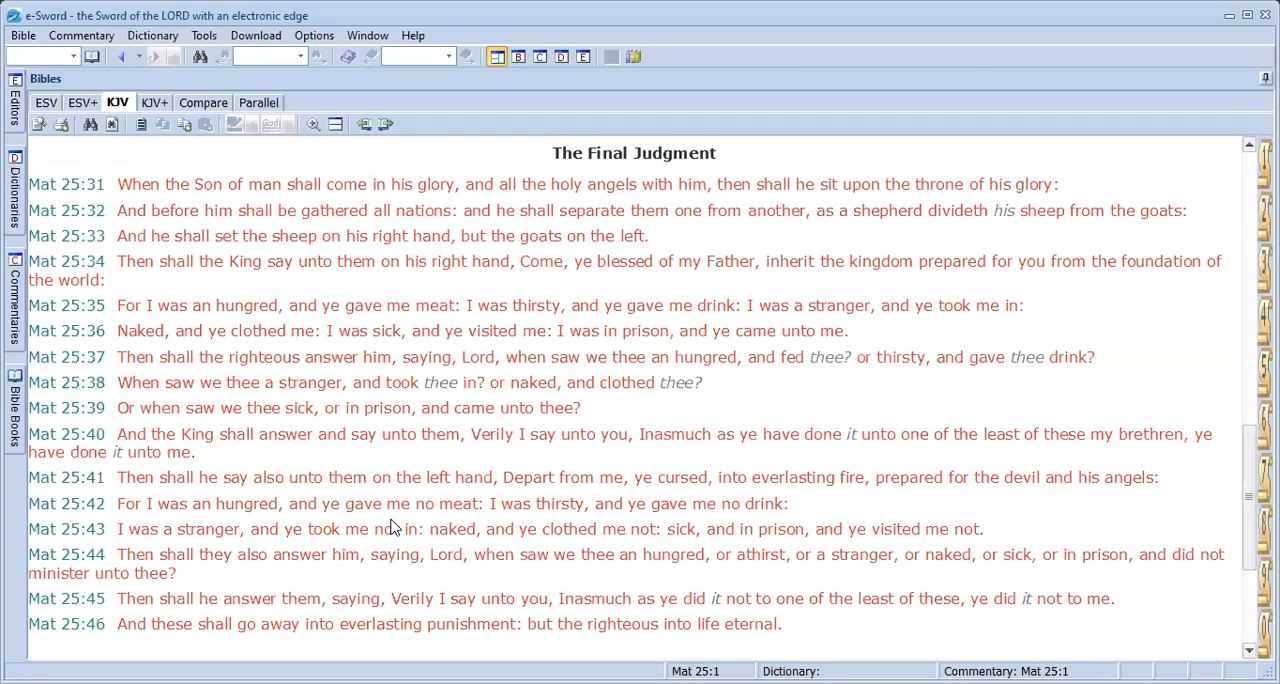 e-Sword - the Sword of the LORD with an electronic edge
Bible Commentary Dictionary Tools Download Options Window Help
B C D E
Bibles
ESV ESV+ KJV KJV+ Compare Parallel
God
E Editors
D Dictionaries
C Commentaries
Bible Books
The Final Judgment
Mat 25:31 When the Son of man shall come in his glory, and all the holy angels with him, then shall he sit upon the throne of his glory:
Mat 25:32 And before him shall be gathered all nations: and he shall separate them one from another, as a shepherd divideth his sheep from the goats:
Mat 25:33 And he shall set the sheep on his right hand, but the goats on the left.
Mat 25:34 Then shall the King say unto them on his right hand, Come, ye blessed of my Father, inherit the kingdom prepared for you from the foundation of
the world:
Mat 25:35 For I was an hungred, and ye gave me meat: I was thirsty, and ye gave me drink: I was a stranger, and ye took me in:
Mat 25:36 Naked, and ye clothed me: I was sick, and ye visited me: I was in prison, and ye came unto me.
Mat 25:37 Then shall the righteous answer him, saying, Lord, when saw we thee an hungred, and fed thee? or thirsty, and gave thee drink?
Mat 25:38 When saw we thee a stranger, and took thee in? or naked, and clothed thee?
Mat 25:39 Or when saw we thee sick, or in prison, and came unto thee?
Mat 25:40 And the King shall answer and say unto them, Verily I say unto you, Inasmuch as ye have done it unto one of the least of these my brethren, ye
have done it unto me.
Mat 25:41 Then shall he say also unto them on the left hand, Depart from me, ye cursed, into everlasting fire, prepared for the devil and his angels:
Mat 25:42 For I was an hungred, and ye gave me no meat: I was thirsty, and ye gave me no drink:
Mat 25:43 I was a stranger, and ye took me not in: naked, and ye clothed me not: sick, and in prison, and ye visited me not.
Mat 25:44 Then shall they also answer him, saying, Lord, when saw we thee an hungred, or athirst, or a stranger, or naked, or sick, or in prison, and did not
minister unto thee?
Mat 25:45 Then shall he answer them, saying, Verily I say unto you, Inasmuch as ye did it not to one of the least of these, ye did it not to me.
Mat 25:46 And these shall go away into everlasting punishment: but the righteous into life eternal.
Mat 25:1 Dictionary: Commentary: Mat 25:1